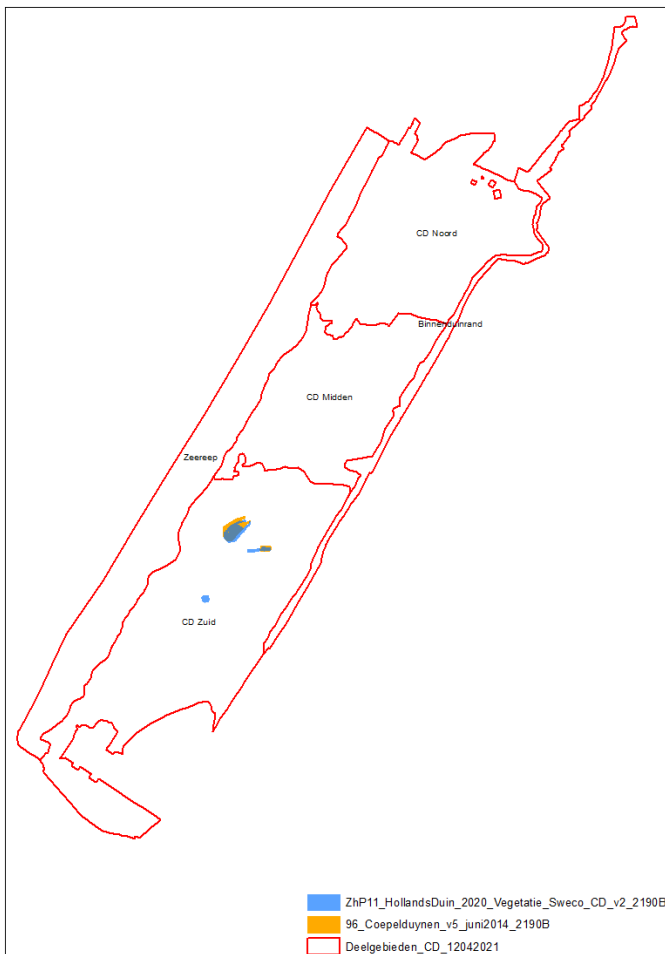 CD Noord
Binnenduinrand
CD Midden
Zeereep
CD Zuid
ZhP11_HollandsDuin_2020_Vegetatie_Sweco_CD_v2_2190B
96_Coepelduynen_v5_juni2014_2190B
Deelgebieden_CD_12042021